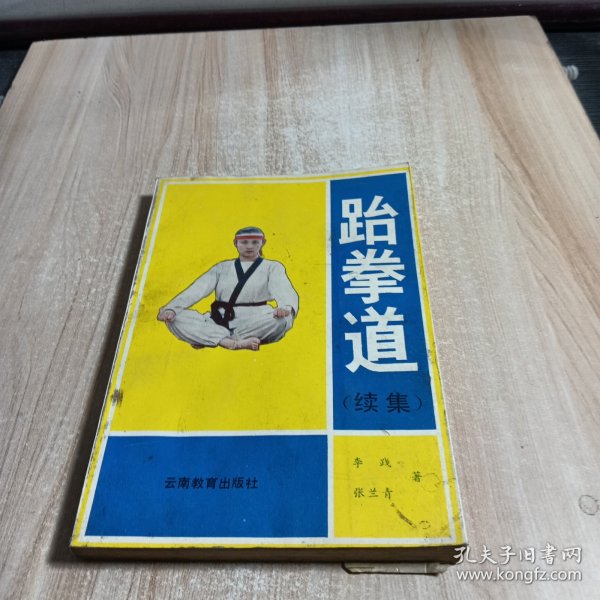 跆拳道
（续集）
李践
张兰青
著
云南教育出版社
孔夫子旧书网
www.kongfz.com